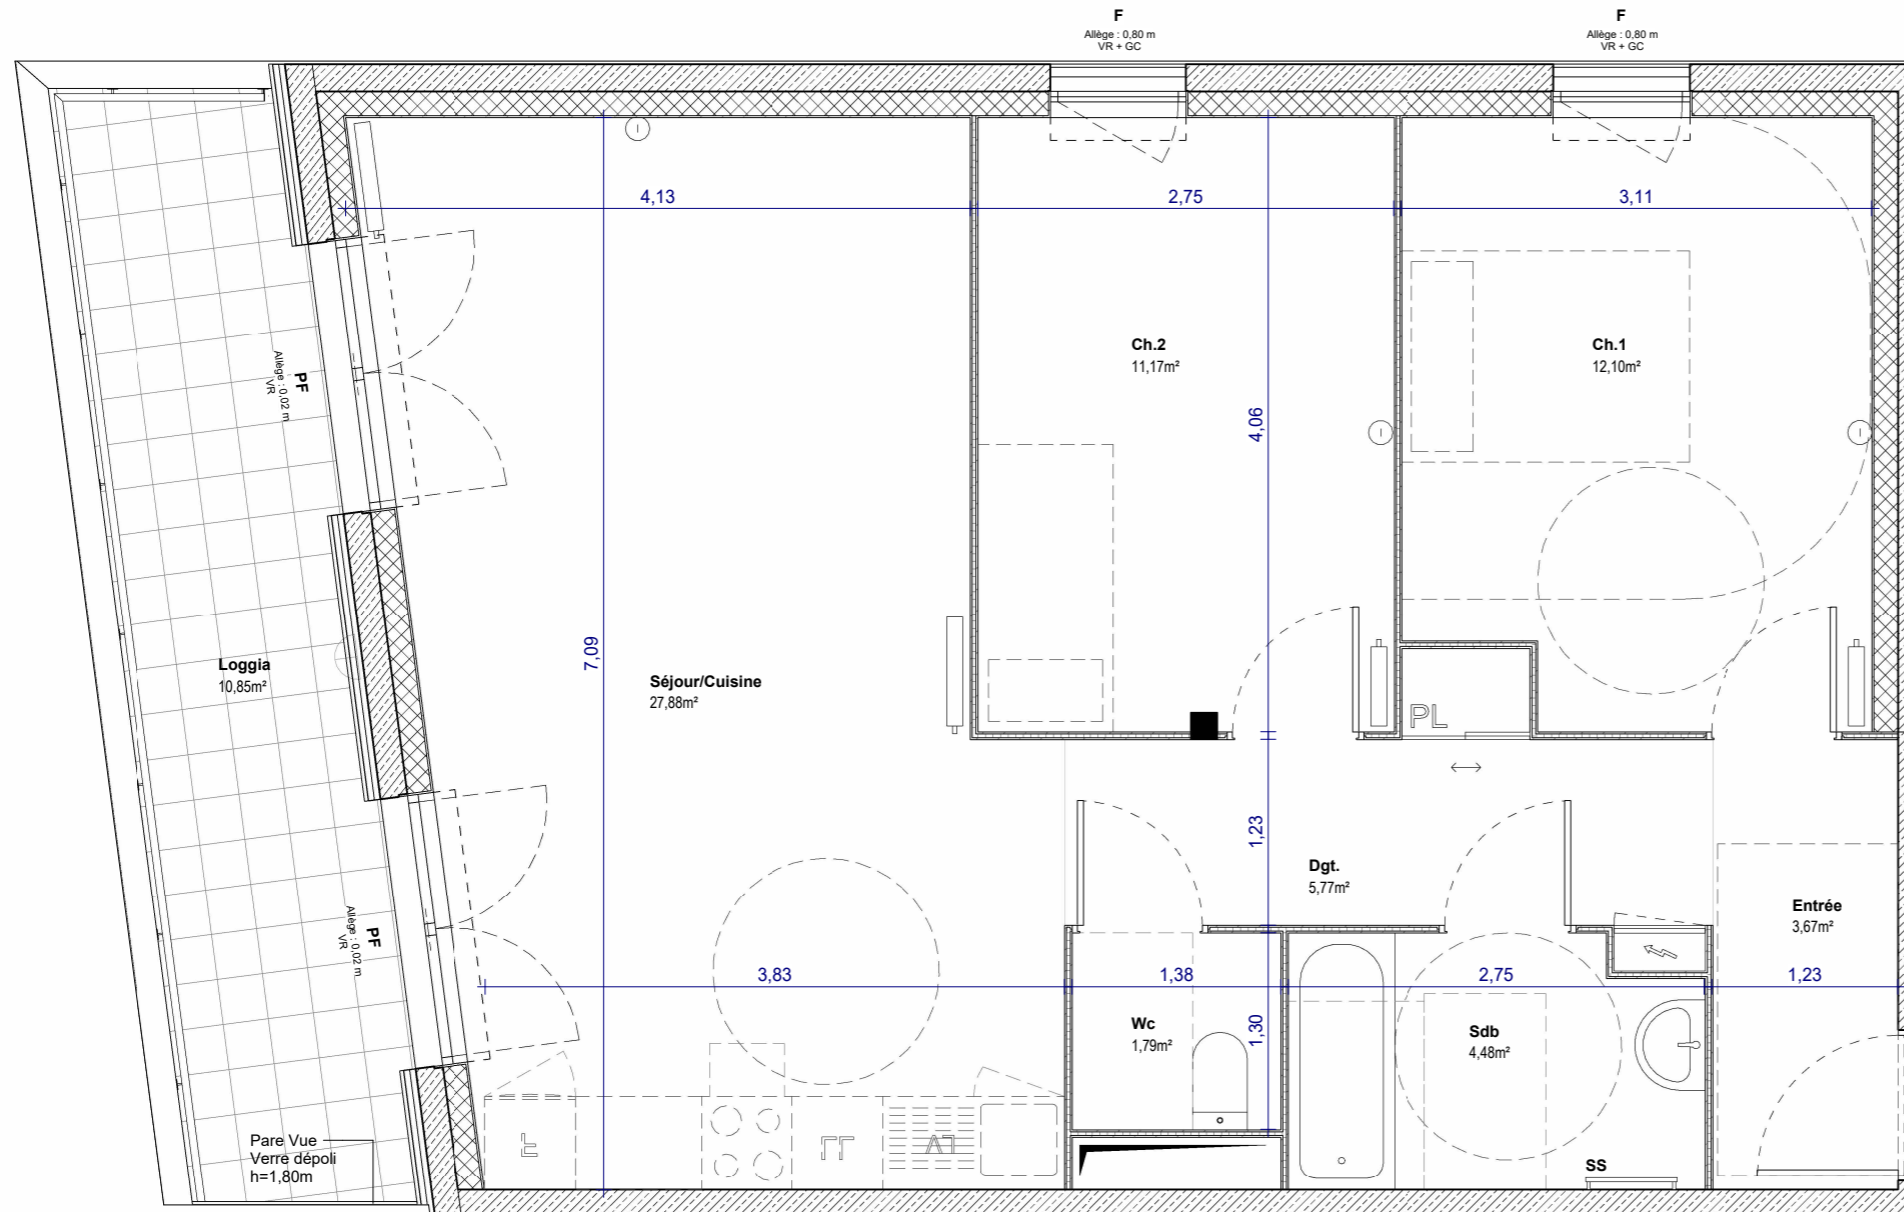 F
Allège : 0,80 m
VR + GC
F
Allège : 0,80 m
VR + GC
4,13
2,75
3,11
PF
Allège : 0,02 m
VR
Ch.2
11,17m²
Ch.1
12,10m²
4,06
7,09
Loggia
10,85m²
Séjour/Cuisine
27,88m²
PL
1,23
Dgt.
5,77m²
Entrée
3,67m²
PF
Allège : 0,02 m
VR
3,83
1,38
2,75
1,23
Wc
1,79m²
1,30
Sdb
4,48m²
Pare Vue
Verre dépoli
h=1,80m
F
LL
LV
SS